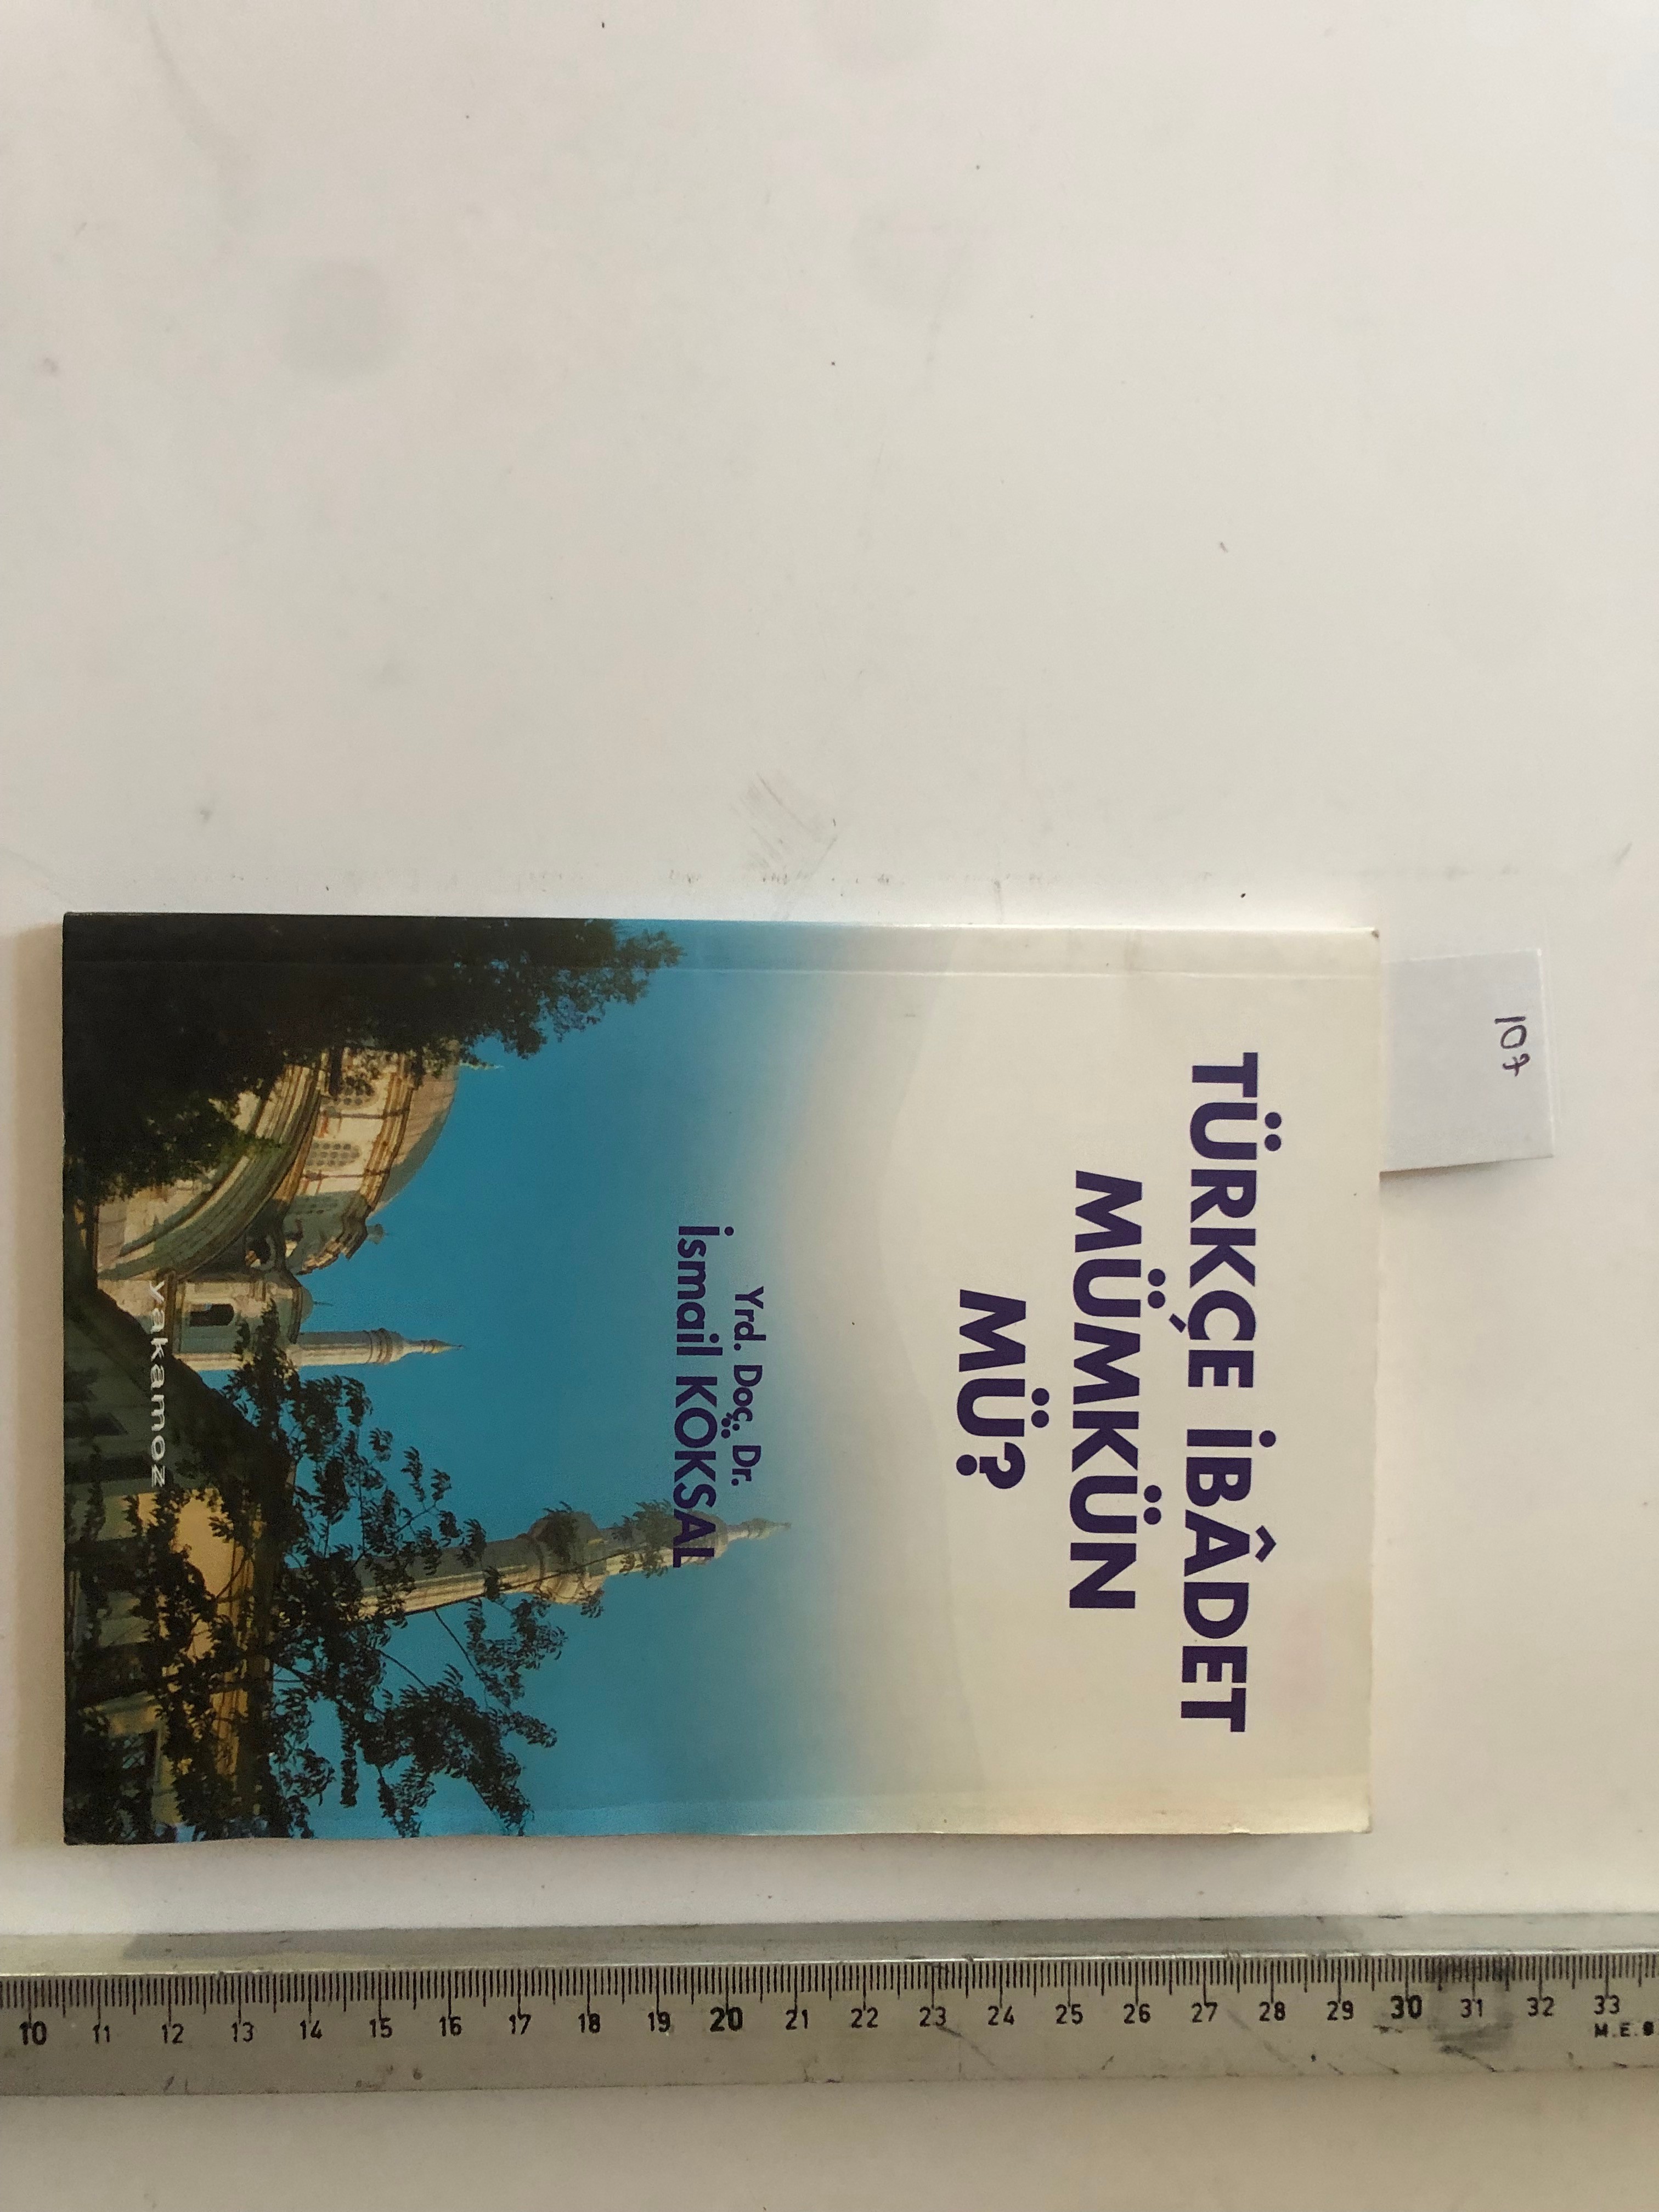 107
TÜRKÇE İBÂDET
MÜMKÜN
MÜ?
Yrd. Doç. Dr.
İsmail KÖKSAL
yakamoz
10 11 12 13 14 15 16 17 18 19 20 21 22 23 24 25 26 27 28 29 30 31 32 33
M.E.S